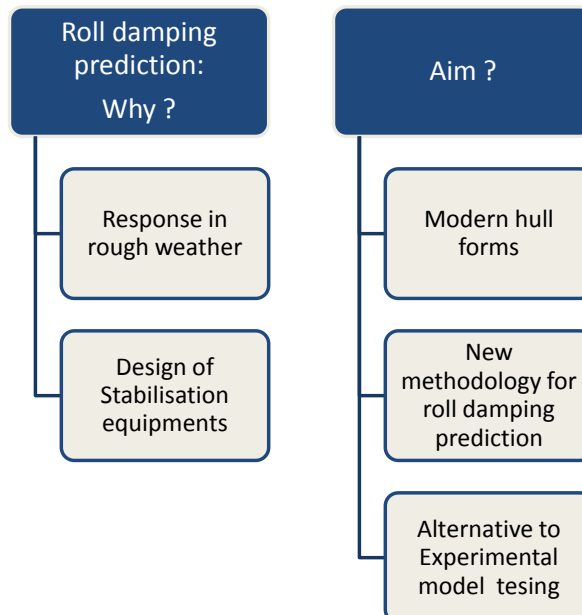 Roll damping
prediction:
Why ?
Response in
rough weather
Design of
Stabilisation
equipments
Aim ?
Modern hull
forms
New
methodology for
roll damping
prediction
Alternative to
Experimental
model tesing